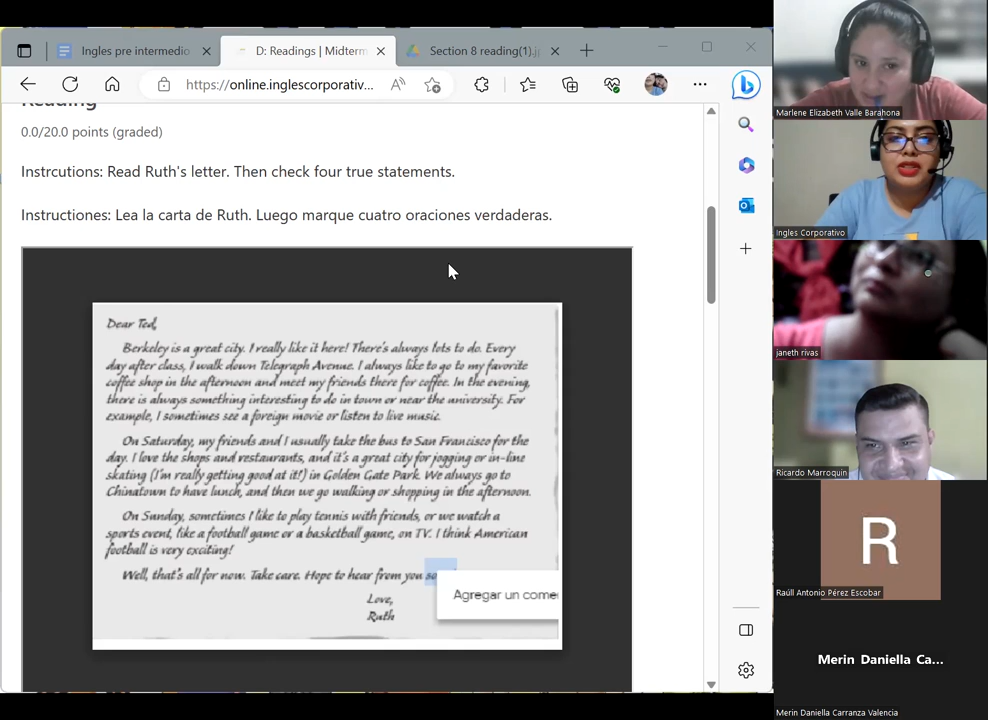 Ingles pre intermedio
D: Readings | Midterm
Section 8 reading(1).j
https://online.inglescorporativ...
Reading
0.0/20.0 points (graded)
Instrcutions: Read Ruth's letter. Then check four true statements.
Instructiones: Lea la carta de Ruth. Luego marque cuatro oraciones verdaderas.
Dear Ted,
Berkeley is a great city. I really like it here! There's always lots to do. Every
day after class, I walk down Telegraph Avenue. I always like to go to my favorite
coffee shop in the afternoon and meet my friends there for coffee. In the evening,
there is always something interesting to do in town or near the university. For
example, I sometimes see a foreign movie or listen to live music.
On Saturday, my friends and I usually take the bus to San Francisco for the
day. I love the shops and restaurants, and it's a great city for jogging or in-line
skating (I'm really getting good at it!) in Golden Gate Park. We always go to
Chinatown to have lunch, and then we go walking or shopping in the afternoon.
On Sunday, sometimes I like to play tennis with friends, or we watch a
sports event, like a football game or a basketball game, on TV. I think American
football is very exciting!
Well, that's all for now. Take care. Hope to hear from you so
Agregar un come
Love,
Ruth
Marlene Elizabeth Valle Barahona
Ingles Corporativo
janeth rivas
Ricardo Marroquin
R
Raúll Antonio Pérez Escobar
Merin Daniella Ca...
Merin Daniella Carranza Valencia